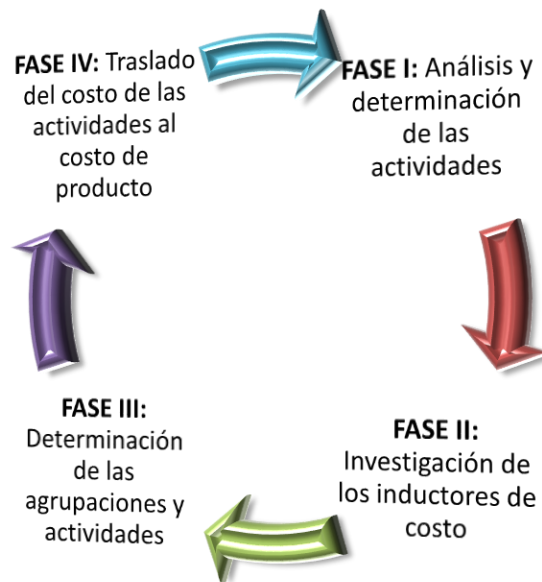 FASE I: Análisis y
determinación
de las
actividades
FASE II:
Investigación de
los inductores de
costo
FASE III:
Determinación
de las
agrupaciones y
actividades
FASE IV: Traslado
del costo de las
actividades al
costo de
producto